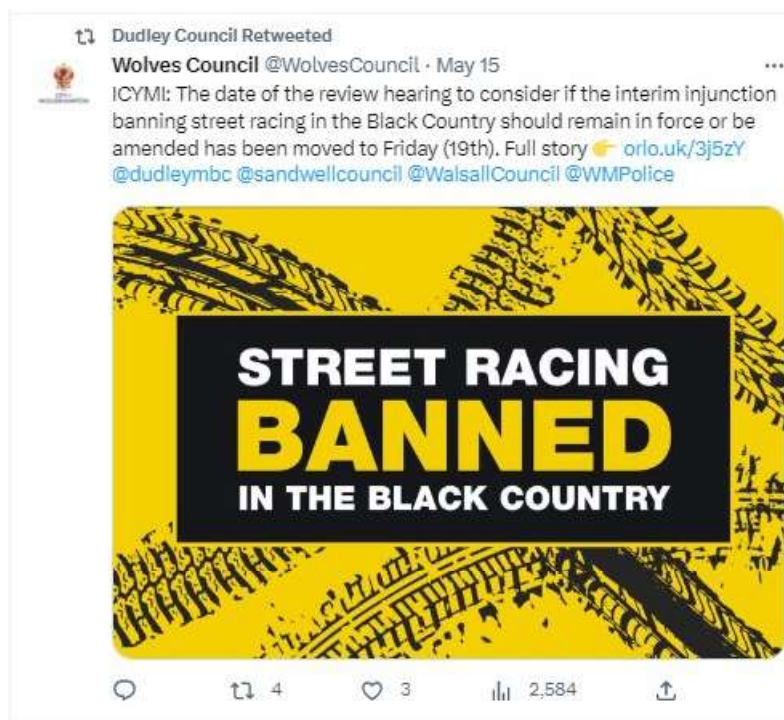 Dudley Council Retweeted
Wolves Council @WolvesCouncil · May 15
ICYMI: The date of the review hearing to consider if the interim injunction
banning street racing in the Black Country should remain in force or be
amended has been moved to Friday (19th). Full story 👉 orlo.uk/3j5zY
@dudleymbc @sandwellcouncil @WalsallCouncil @WMPolice
STREET RACING
BANNED
IN THE BLACK COUNTRY
4 3 2,584